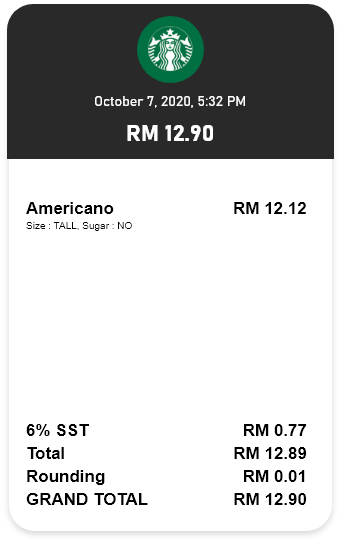 October 7, 2020, 5:32 PM
RM 12.90
Americano RM 12.12
Size : TALL, Sugar : NO
6% SST RM 0.77
Total RM 12.89
Rounding RM 0.01
GRAND TOTAL RM 12.90